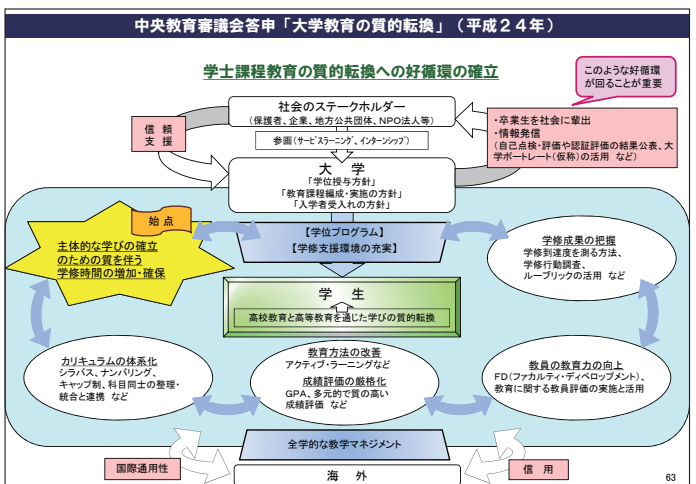 中央教育審議会答申「大学教育の質的転換」（平成２４年）
学士課程教育の質的転換への好循環の確立
このような好循環
が回ることが重要
社会のステークホルダー
（保護者、企業、地方公共団体、NPO法人等）
信 頼
支 援
参画（サービスラーニング、インターンシップ）
・卒業生を社会に輩出
・情報発信
（自己点検・評価や認証評価の結果公表、大
学ポートレート（仮称）の活用 など）
大 学
「学位授与方針」
「教育課程編成・実施の方針」
「入学者受入れの方針」
始 点
主体的な学びの確立
のための質を伴う
学修時間の増加・確保
【学位プログラム】
【学修支援環境の充実】
学修成果の把握
学修到達度を測る方法、
学修行動調査、
ルーブリックの活用 など
学 生
高校教育と高等教育を通じた学びの質的転換
カリキュラムの体系化
シラバス、ナンバリング、
キャップ制、科目同士の整理・
統合と連携 など
教育方法の改善
アクティブ・ラーニングなど
成績評価の厳格化
GPA、多元的で質の高い
成績評価 など
教員の教育力の向上
FD（ファカルティ・ディベロップメント）、
教育に関する教員評価の実施と活用
全学的な教学マネジメント
国際通用性
海 外
信 用
63